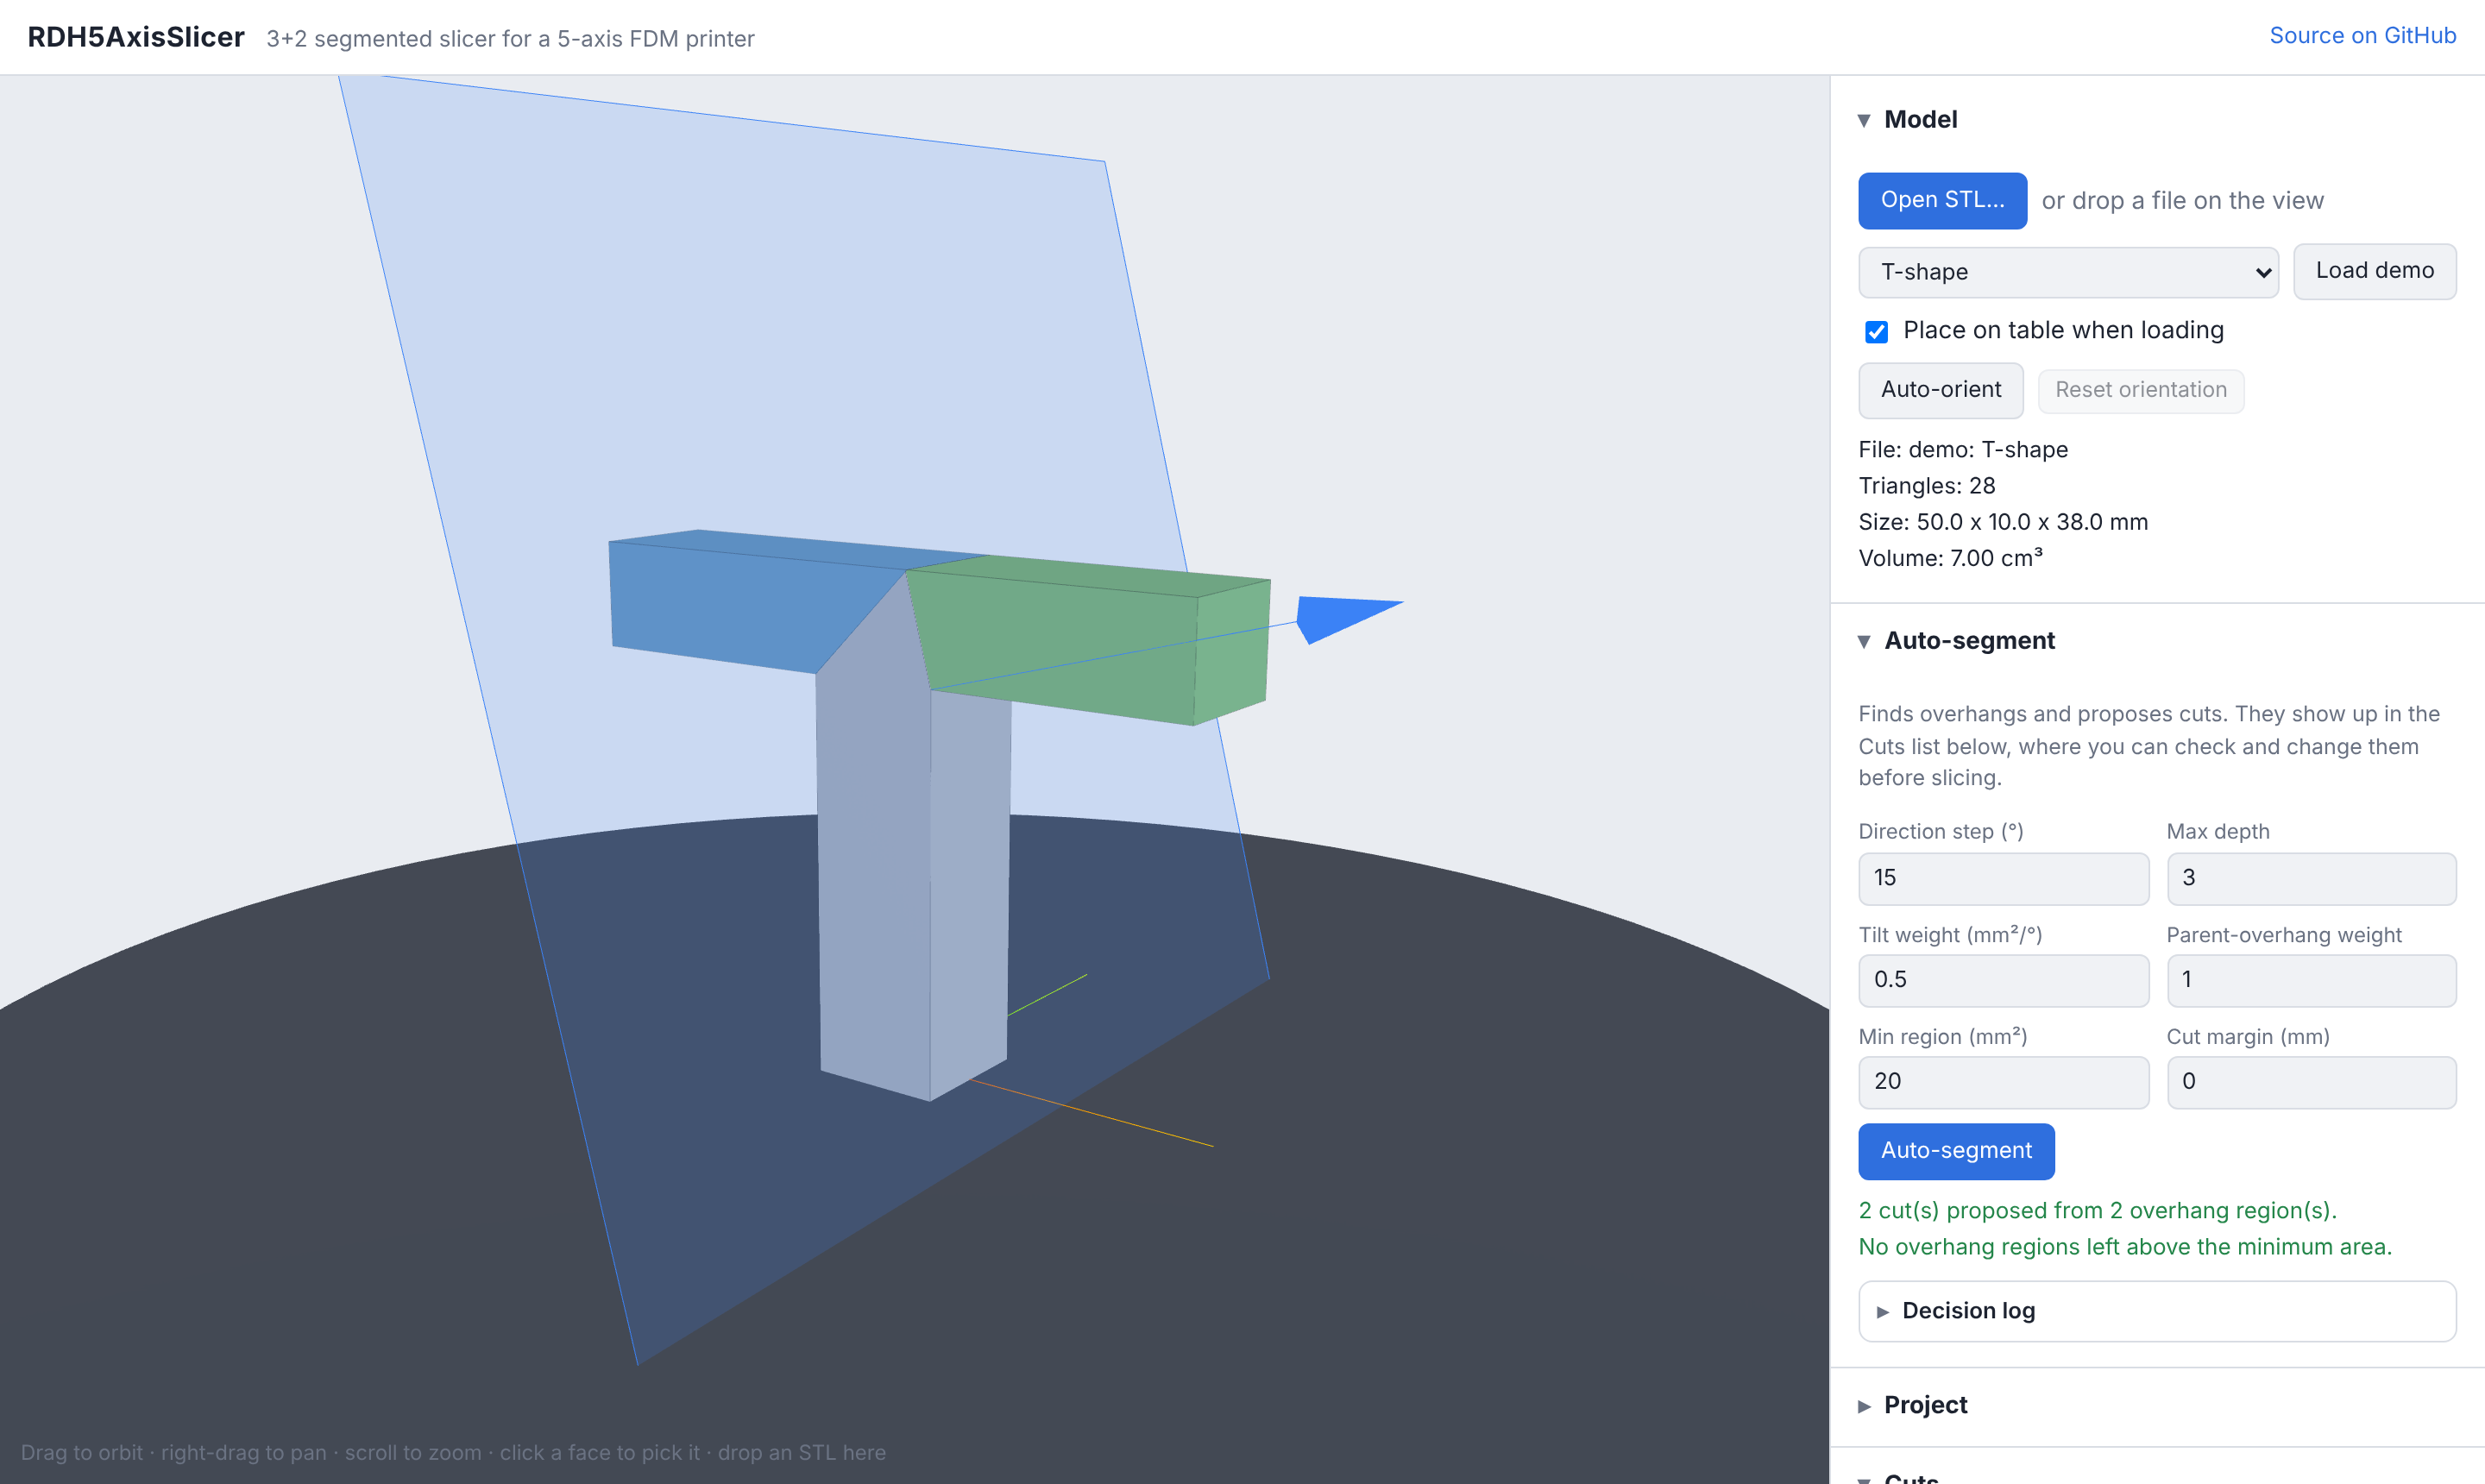 RDH5AxisSlicer 3+2 segmented slicer for a 5-axis FDM printer
Source on GitHub
Model
Open STL... or drop a file on the view
T-shape Load demo
Place on table when loading
Auto-orient Reset orientation
File: demo: T-shape
Triangles: 28
Size: 50.0 x 10.0 x 38.0 mm
Volume: 7.00 cm³
Auto-segment
Finds overhangs and proposes cuts. They show up in the
Cuts list below, where you can check and change them
before slicing.
Direction step (°) Max depth
15 3
Tilt weight (mm²/°) Parent-overhang weight
0.5 1
Min region (mm²) Cut margin (mm)
20 0
Auto-segment
2 cut(s) proposed from 2 overhang region(s).
No overhang regions left above the minimum area.
Decision log
Project
Cuts
Drag to orbit · right-drag to pan · scroll to zoom · click a face to pick it · drop an STL here